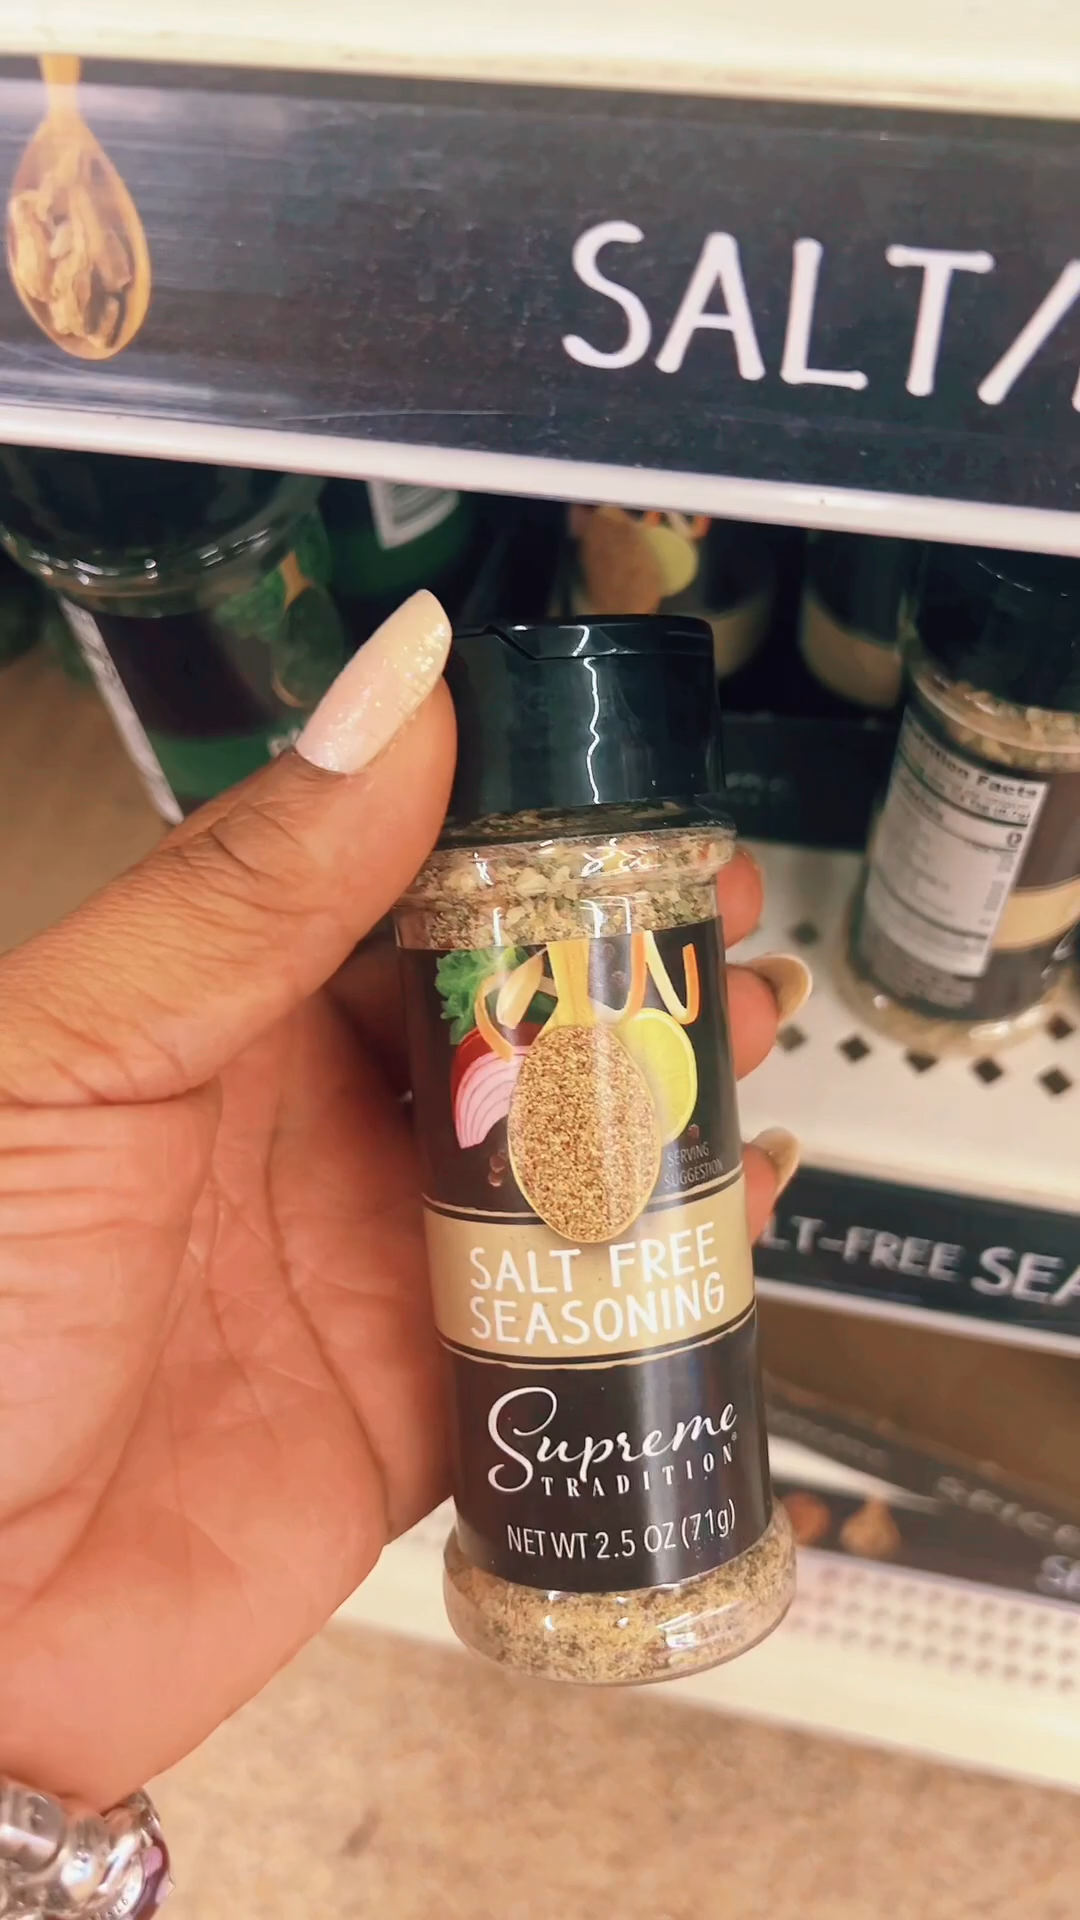 SALT/
Nutrition Facts
SERVING
SUGGESTION
SALT FREE
SEASONING
LT-FREE SEA
Supreme
TRADITION®
NET WT 2.5 OZ (71g)